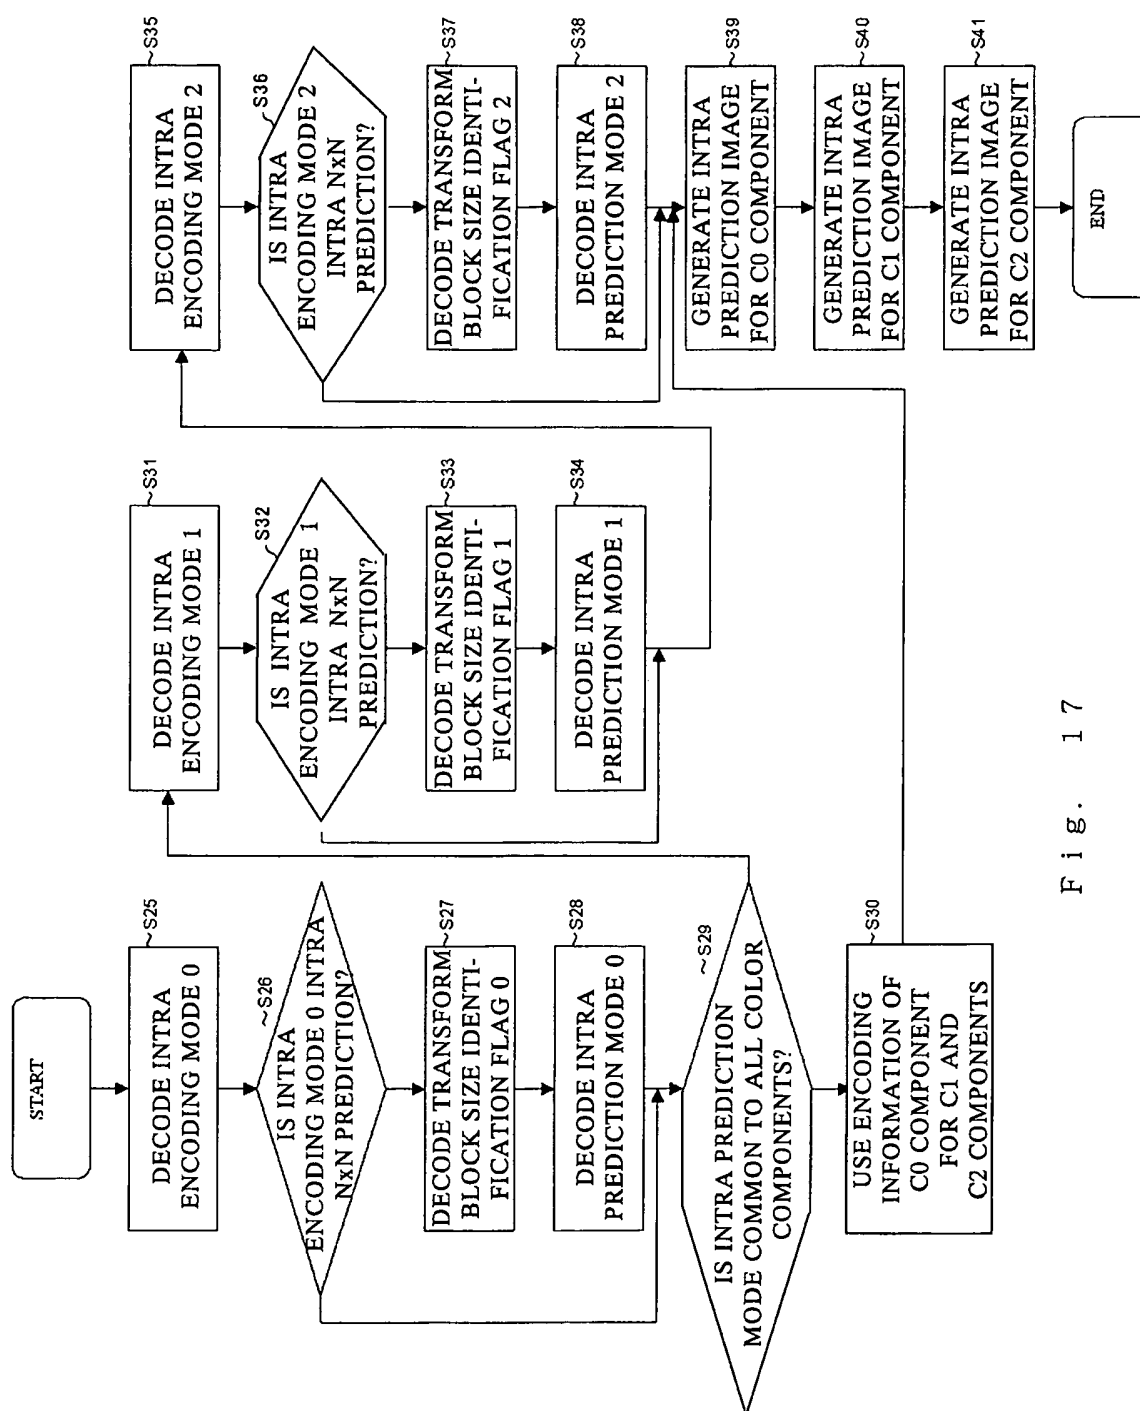 START
DECODE INTRA
ENCODING MODE 0
~S25
IS INTRA
ENCODING MODE 0 INTRA
NxN PREDICTION?
~S26
DECODE TRANSFORM
BLOCK SIZE IDENTI-
FICATION FLAG 0
~S27
DECODE INTRA
PREDICTION MODE 0
~S28
IS INTRA PREDICTION
MODE COMMON TO ALL COLOR
COMPONENTS?
~S29
USE ENCODING
INFORMATION OF
C0 COMPONENT
FOR C1 AND
C2 COMPONENTS
~S30
DECODE INTRA
ENCODING MODE 1
~S31
IS INTRA
ENCODING MODE 1
INTRA NxN
PREDICTION?
~S32
DECODE TRANSFORM
BLOCK SIZE IDENTI-
FICATION FLAG 1
~S33
DECODE INTRA
PREDICTION MODE 1
~S34
DECODE INTRA
ENCODING MODE 2
~S35
IS INTRA
ENCODING MODE 2
INTRA NxN
PREDICTION?
~S36
DECODE TRANSFORM
BLOCK SIZE IDENTI-
FICATION FLAG 2
~S37
DECODE INTRA
PREDICTION MODE 2
~S38
GENERATE INTRA
PREDICTION IMAGE
FOR C0 COMPONENT
~S39
GENERATE INTRA
PREDICTION IMAGE
FOR C1 COMPONENT
~S40
GENERATE INTRA
PREDICTION IMAGE
FOR C2 COMPONENT
~S41
END
Fig. 17